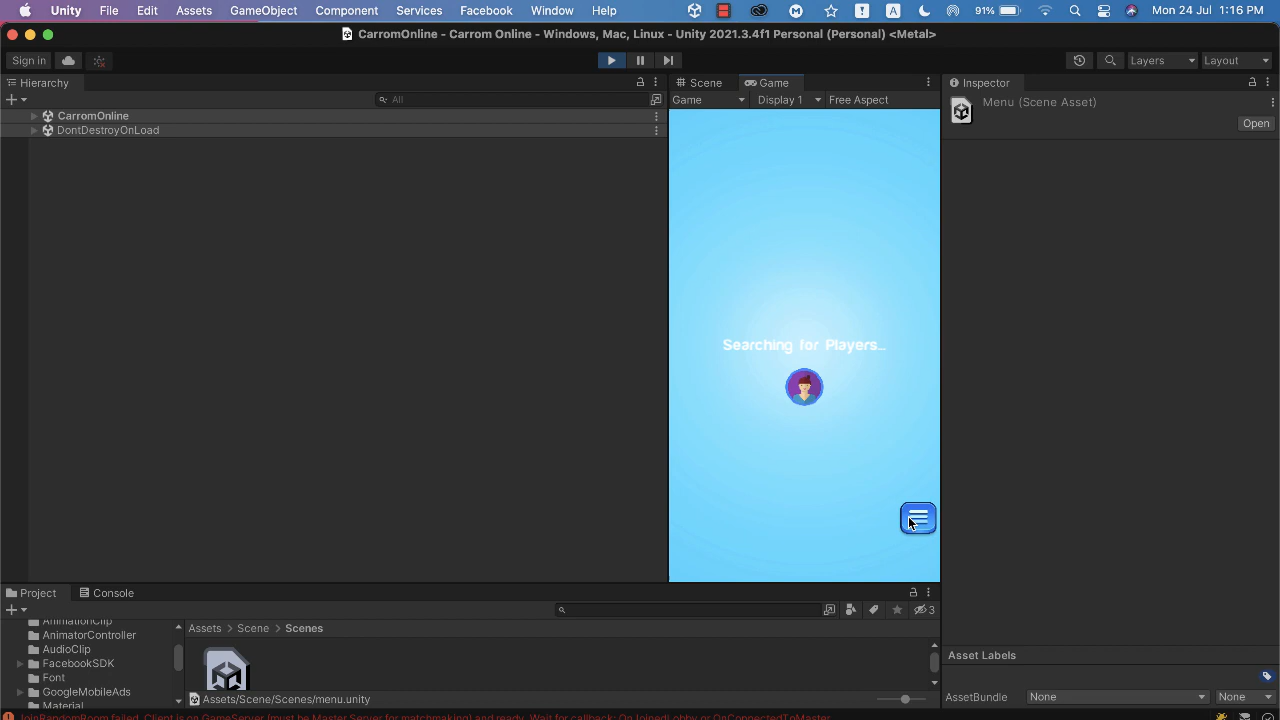 Unity File Edit Assets GameObject Component Services Facebook Window Help 91% Mon 24 Jul 1:16 PM
CarromOnline - Carrom Online - Windows, Mac, Linux - Unity 2021.3.4f1 Personal (Personal) <Metal>
Sign in Layers Layout
Hierarchy Scene Game Inspector
All Game Display 1 Free Aspect Menu (Scene Asset)
CarromOnline
Open
DontDestroyOnLoad
Searching for Players...
Project Console
3
AnimationClip
Assets > Scene > Scenes
AnimatorController
AudioClip
Asset Labels
FacebookSDK
Font
GoogleMobileAds
Assets/Scene/Scenes/menu.unity
AssetBundle None None
Material
JoinRandomRoom failed. Client is on GameServer (must be Master Server for matchmaking) and ready. Wait for callback: OnJoinedLobby or OnConnectedToMaster